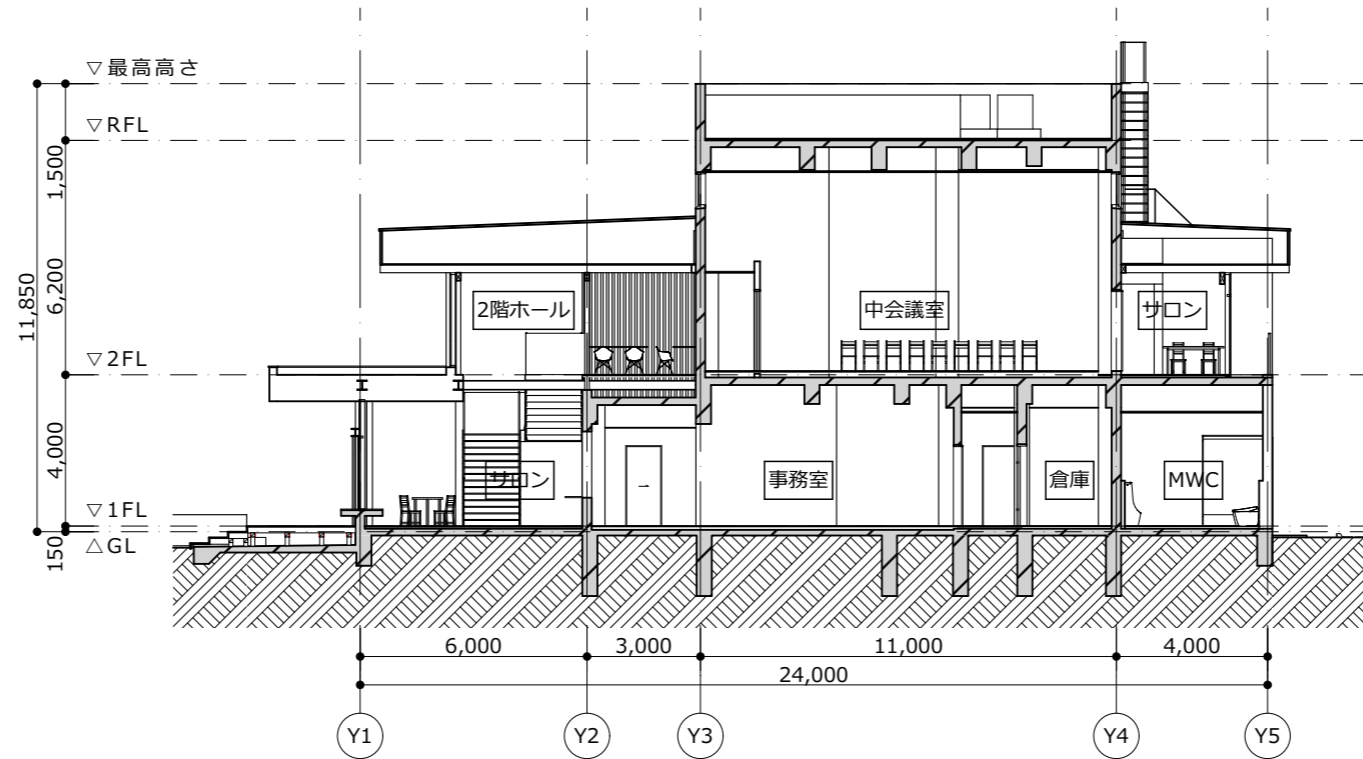 ▽最高高さ
▽RFL
1,500
11,850
6,200
2階ホール
中会議室
サロン
▽2FL
4,000
サロン
事務室
倉庫
MWC
▽1FL
△GL
150
6,000
3,000
11,000
4,000
24,000
Y1
Y2
Y3
Y4
Y5